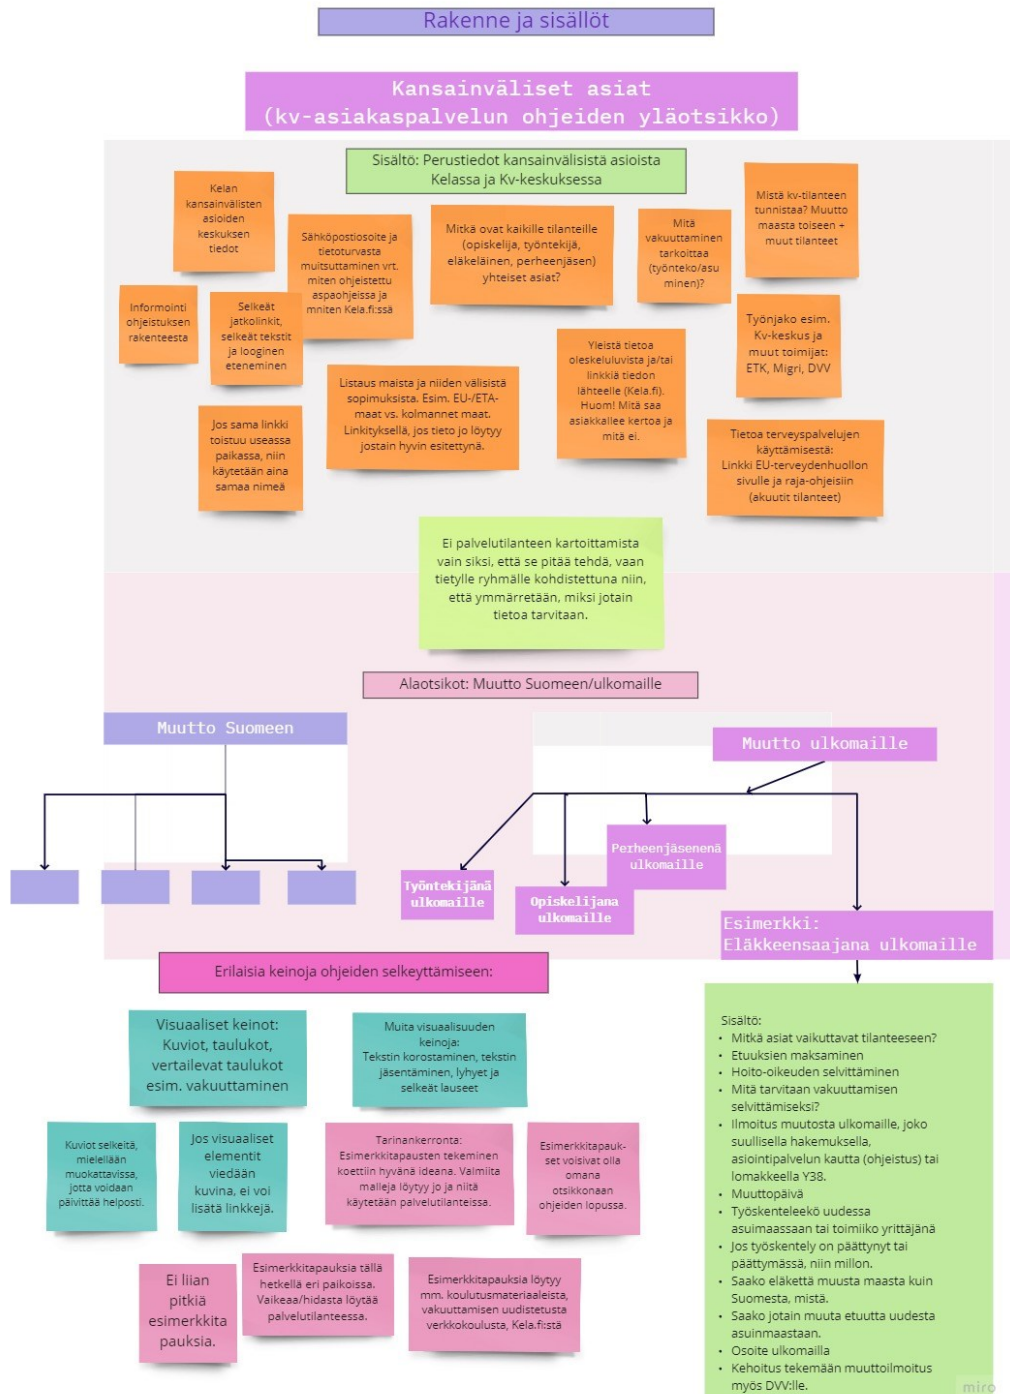 Rakenne ja sisällöt
Kansainväliset asiat
(kv-asiakaspalvelun ohjeiden yläotsikko)
Sisältö: Perustiedot kansainvälisistä asioista
Kelassa ja Kv-keskuksessa
Kelan
kansainvälisten
asioiden
keskuksen
tiedot
Sähköpostiosoite ja
tietoturvasta
muitsuttaminen vrt.
miten ohjeistettu
aspaohjeissa ja
mniten Kela.fi:ssä
Mitkä ovat kaikille tilanteille
(opiskelija, työntekijä,
eläkeläinen, perheenjäsen)
yhteiset asiat?
Mitä
vakuuttaminen
tarkoittaa
(työnteko/asu
minen)?
Mistä kv-tilanteen
tunnistaa? Muutto
maasta toiseen +
muut tilanteet
Informointi
ohjeistuksen
rakenteesta
Selkeät
jatkolinkit,
selkeät tekstit
ja looginen
eteneminen
Listaus maista ja niiden välisistä
sopimuksista. Esim. EU-/ETA-
maat vs. kolmannet maat.
Linkityksellä, jos tieto jo löytyy
jostain hyvin esitettynä.
Yleistä tietoa
oleskeluluvista ja/tai
linkkiä tiedon
lähteelle (Kela.fi).
Huom! Mitä saa
asiakkallee kertoa ja
mitä ei.
Työnjako esim.
Kv-keskus ja
muut toimijat:
ETK, Migri, DVV
Jos sama linkki
toistuu useassa
paikassa, niin
käytetään aina
samaa nimeä
Tietoa terveyspalvelujen
käyttämisestä:
Linkki EU-terveydenhuollon
sivulle ja raja-ohjeisiin
(akuutit tilanteet)
Ei palvelutilanteen kartoittamista
vain siksi, että se pitää tehdä, vaan
tietylle ryhmälle kohdistettuna niin,
että ymmärretään, miksi jotain
tietoa tarvitaan.
Alaotsikot: Muutto Suomeen/ulkomaille
Muutto Suomeen
Muutto ulkomaille
Perheenjäsenenä
ulkomaille
Työntekijänä
ulkomaille
Opiskelijana
ulkomaille
Esimerkki:
Eläkkeensaajana ulkomaille
Erilaisia keinoja ohjeiden selkeyttämiseen:
Visuaaliset keinot:
Kuviot, taulukot,
vertailevat taulukot
esim. vakuuttaminen
Muita visuaalisuuden
keinoja:
Tekstin korostaminen, tekstin
jäsentäminen, lyhyet ja
selkeät lauseet
Kuviot selkeitä,
mielellään
muokattavissa,
jotta voidaan
päivittää helposti.
Jos visuaaliset
elementit
viedään
kuvina, ei voi
lisätä linkkejä.
Tarinankerronta:
Esimerkkitapausten tekeminen
koettiin hyvänä ideana. Valmiita
malleja löytyy jo ja niitä
käytetään palvelutilanteissa.
Esimerkkitapauk-
set voisivat olla
omana
otsikkonaan
ohjeiden lopussa.
Ei liian
pitkiä
esimerkkita
pauksia.
Esimerkkitapauksia tällä
hetkellä eri paikoissa.
Vaikeaa/hidasta löytää
palvelutilanteessa.
Esimerkkitapauksia löytyy
mm. koulutusmateriaaleista,
vakuuttamisen uudistetusta
verkkokoulusta, Kela.fi:stä
Sisältö:
• Mitkä asiat vaikuttavat tilanteeseen?
• Etuuksien maksaminen
• Hoito-oikeuden selvittäminen
• Mitä tarvitaan vakuuttamisen
selvittämiseksi?
• Ilmoitus muutosta ulkomaille, joko
suullisella hakemuksella,
asiointipalvelun kautta (ohjeistus) tai
lomakkeella Y38.
• Muuttopäivä
• Työskenteleekö uudessa
asuimaassaan tai toimiiko yrittäjänä
• Jos työskentely on päättynyt tai
päättymässä, niin millon.
• Saako eläkettä muusta maasta kuin
Suomesta, mistä.
• Saako jotain muuta etuutta uudesta
asuinmaastaan.
• Osoite ulkomailla
• Kehoitus tekemään muuttoilmoitus
myös DVV:lle.
miro